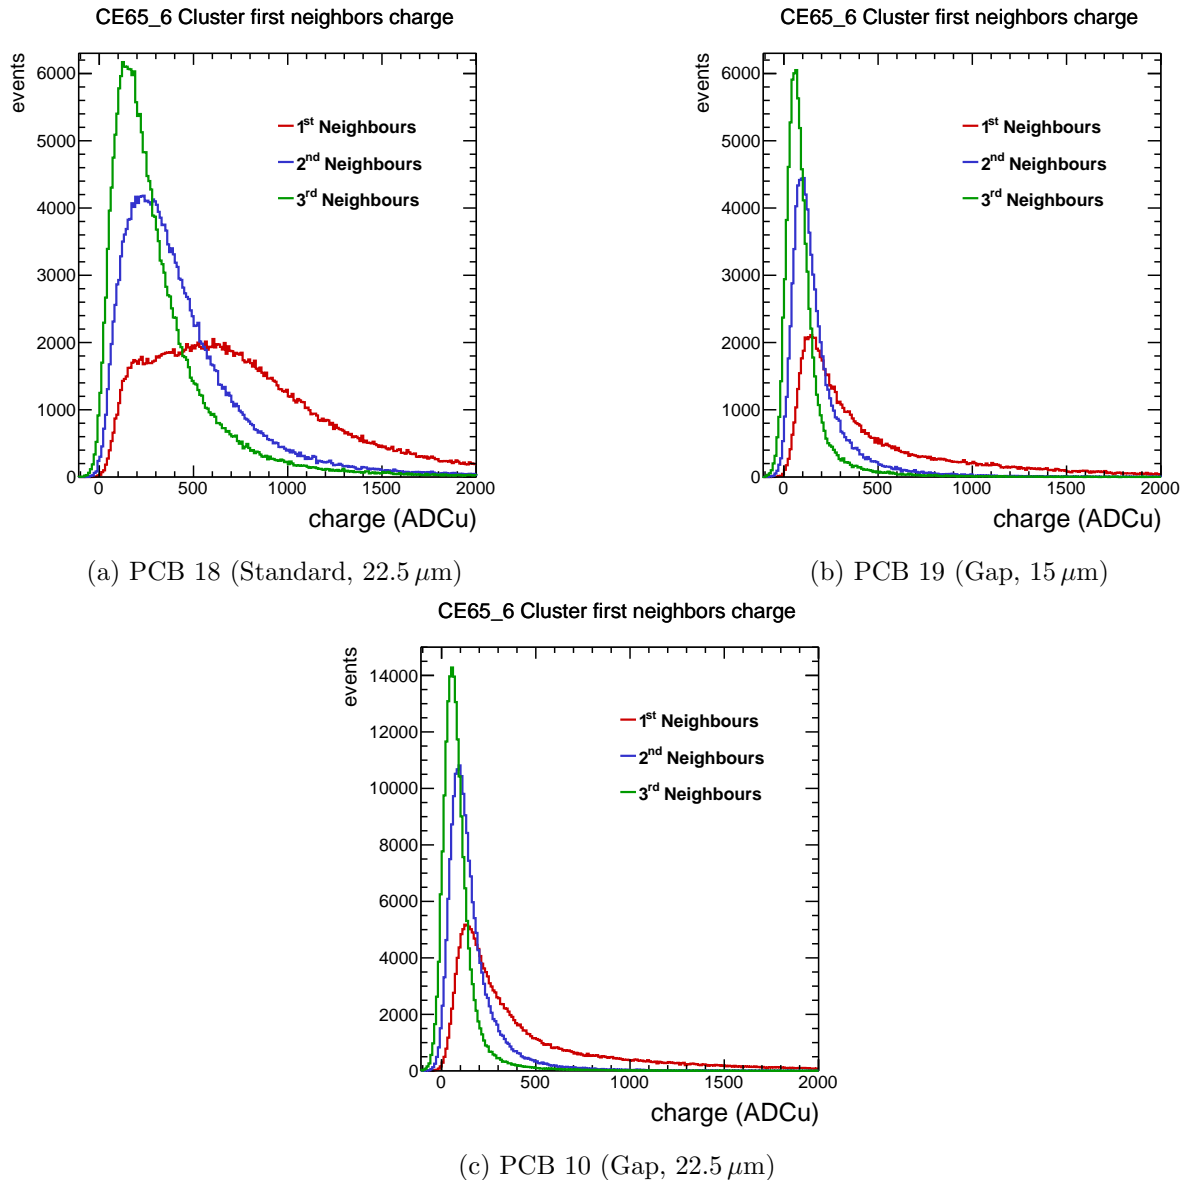 CE65_6 Cluster first neighbors charge
events
6000
5000
4000
3000
2000
1000
0
1st Neighbours
2nd Neighbours
3rd Neighbours
0 500 1000 1500 2000
charge (ADCu)
(a) PCB 18 (Standard, 22.5 μm)
CE65_6 Cluster first neighbors charge
events
6000
5000
4000
3000
2000
1000
0
1st Neighbours
2nd Neighbours
3rd Neighbours
0 500 1000 1500 2000
charge (ADCu)
(b) PCB 19 (Gap, 15 μm)
CE65_6 Cluster first neighbors charge
events
14000
12000
10000
8000
6000
4000
2000
0
1st Neighbours
2nd Neighbours
3rd Neighbours
0 500 1000 1500 2000
charge (ADCu)
(c) PCB 10 (Gap, 22.5 μm)